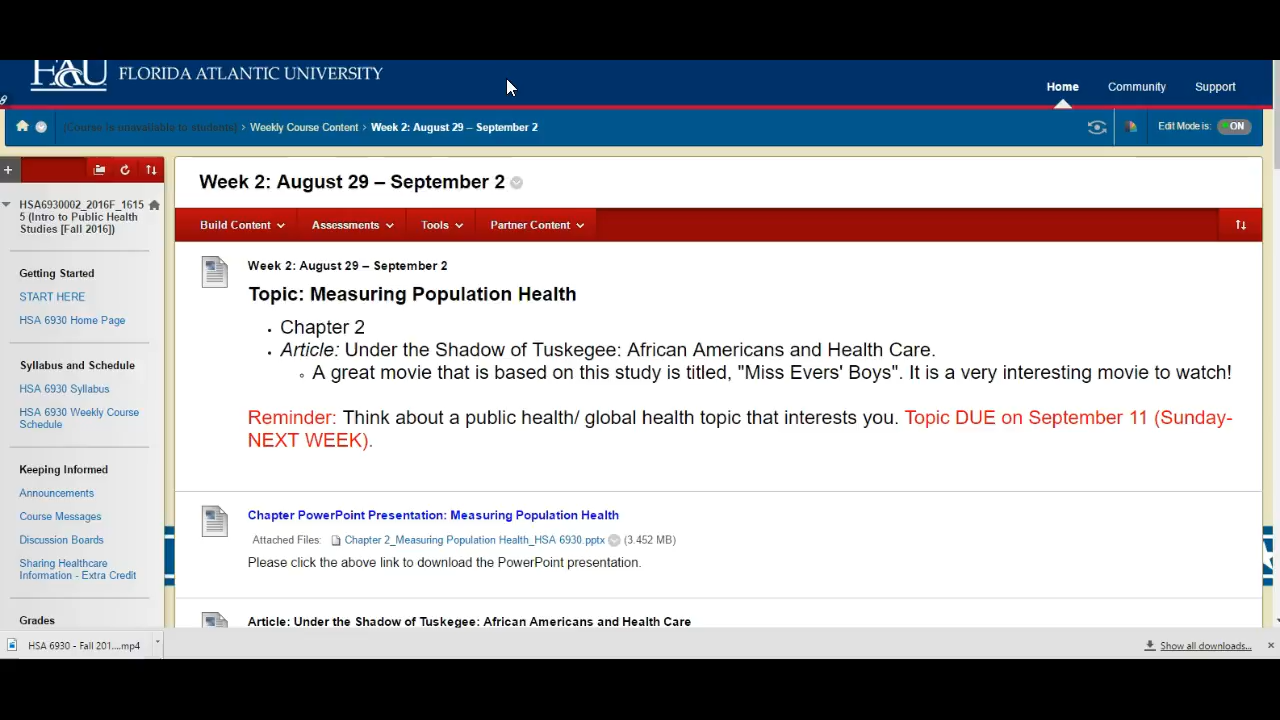 FAU FLORIDA ATLANTIC UNIVERSITY
Home Community Support
(Course is unavailable to students) > Weekly Course Content > Week 2: August 29 – September 2
Edit Mode is: ON
HSA6930002_2016F_1615
5 (Intro to Public Health
Studies [Fall 2016])
Getting Started
START HERE
HSA 6930 Home Page
Syllabus and Schedule
HSA 6930 Syllabus
HSA 6930 Weekly Course
Schedule
Keeping Informed
Announcements
Course Messages
Discussion Boards
Sharing Healthcare
Information - Extra Credit
Grades
Week 2: August 29 – September 2
Build Content Assessments Tools Partner Content
Week 2: August 29 – September 2
Topic: Measuring Population Health
• Chapter 2
• Article: Under the Shadow of Tuskegee: African Americans and Health Care.
◦ A great movie that is based on this study is titled, "Miss Evers' Boys". It is a very interesting movie to watch!
Reminder: Think about a public health/ global health topic that interests you. Topic DUE on September 11 (Sunday-
NEXT WEEK).
Chapter PowerPoint Presentation: Measuring Population Health
Attached Files: Chapter 2_Measuring Population Health_HSA 6930.pptx (3.452 MB)
Please click the above link to download the PowerPoint presentation.
Article: Under the Shadow of Tuskegee: African Americans and Health Care
HSA 6930 - Fall 201....mp4
Show all downloads...